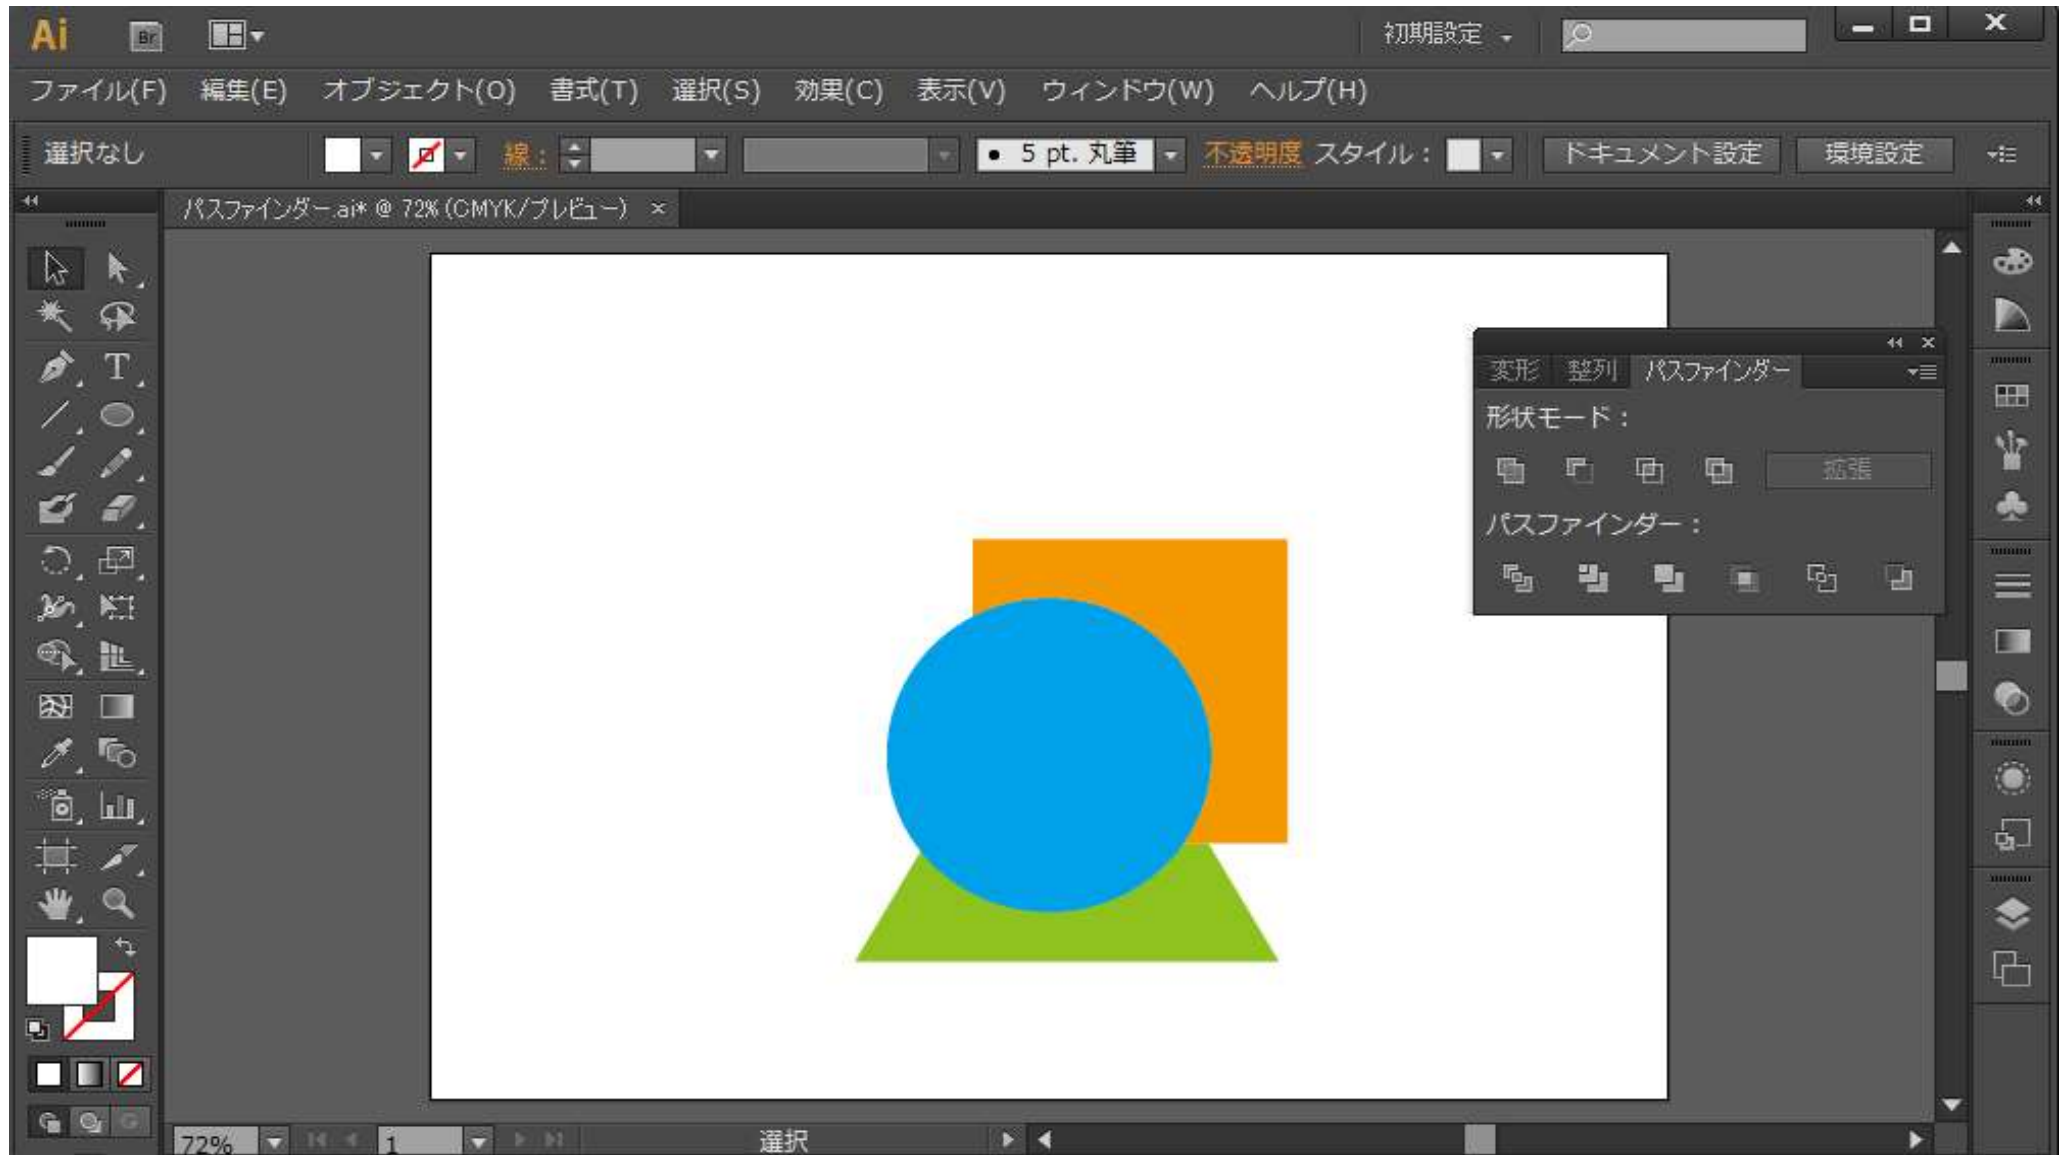 Ai Br 初期設定
ファイル(F) 編集(E) オブジェクト(O) 書式(T) 選択(S) 効果(C) 表示(V) ウィンドウ(W) ヘルプ(H)
選択なし 線： 5 pt. 丸筆 不透明度 スタイル： ドキュメント設定 環境設定
パスファインダー.ai* @ 72% (CMYK/プレビュー) ×
変形 整列 パスファインダー
形状モード：
拡張
パスファインダー：
T
72% 1 選択